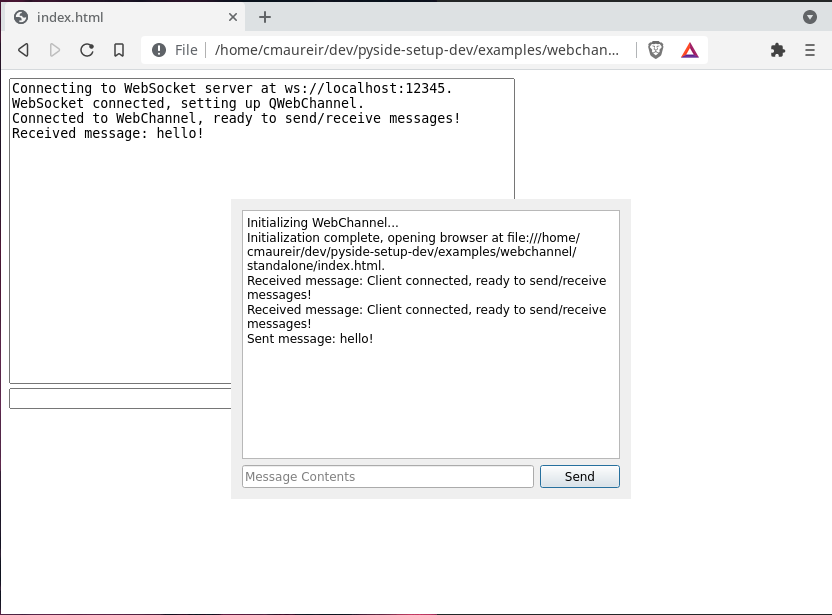 index.html
File
/home/cmaureir/dev/pyside-setup-dev/examples/webchan...
Connecting to WebSocket server at ws://localhost:12345.
WebSocket connected, setting up QWebChannel.
Connected to WebChannel, ready to send/receive messages!
Received message: hello!
Initializing WebChannel...
Initialization complete, opening browser at file:///home/
cmaureir/dev/pyside-setup-dev/examples/webchannel/
standalone/index.html.
Received message: Client connected, ready to send/receive
messages!
Received message: Client connected, ready to send/receive
messages!
Sent message: hello!
Message Contents
Send